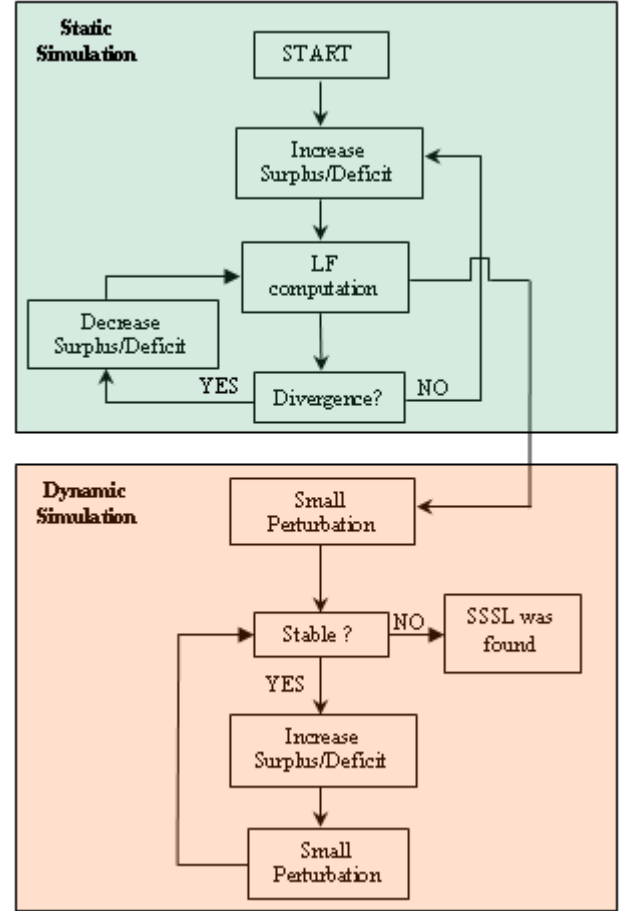 Static
Simulation
START
Increase
Surplus/Deficit
LF
computation
Decrease
Surplus/Deficit
YES
Divergence?
NO
Dynamic
Simulation
Small
Perturbation
Stable ?
NO
SSSL was
found
YES
Increase
Surplus/Deficit
Small
Perturbation